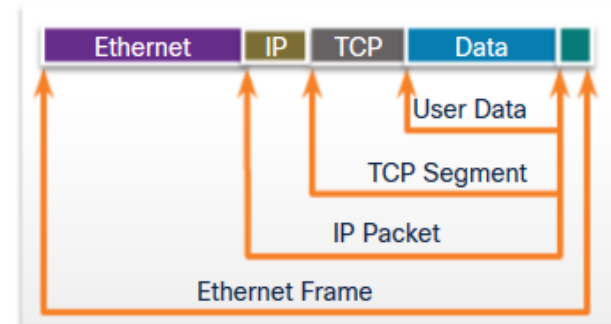 Ethernet IP TCP Data
User Data
TCP Segment
IP Packet
Ethernet Frame